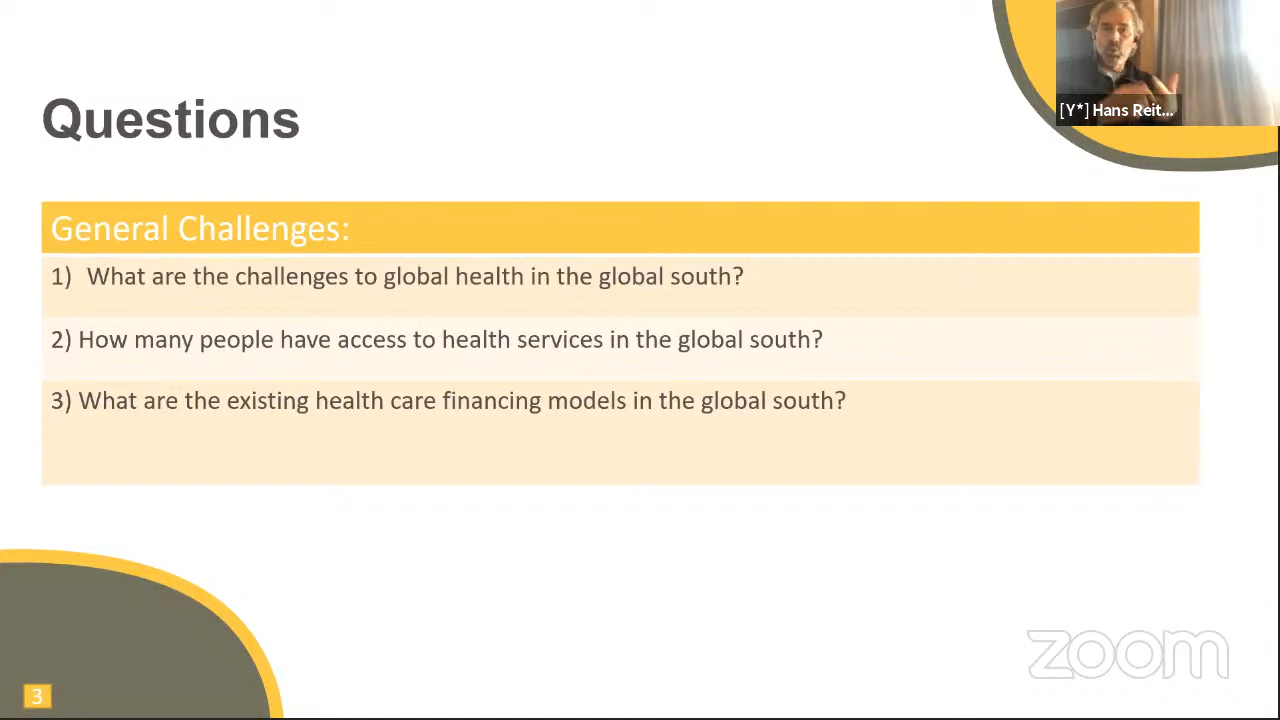 [Y*] Hans Reit...
Questions
General Challenges:
1) What are the challenges to global health in the global south?
2) How many people have access to health services in the global south?
3) What are the existing health care financing models in the global south?
zoom
3